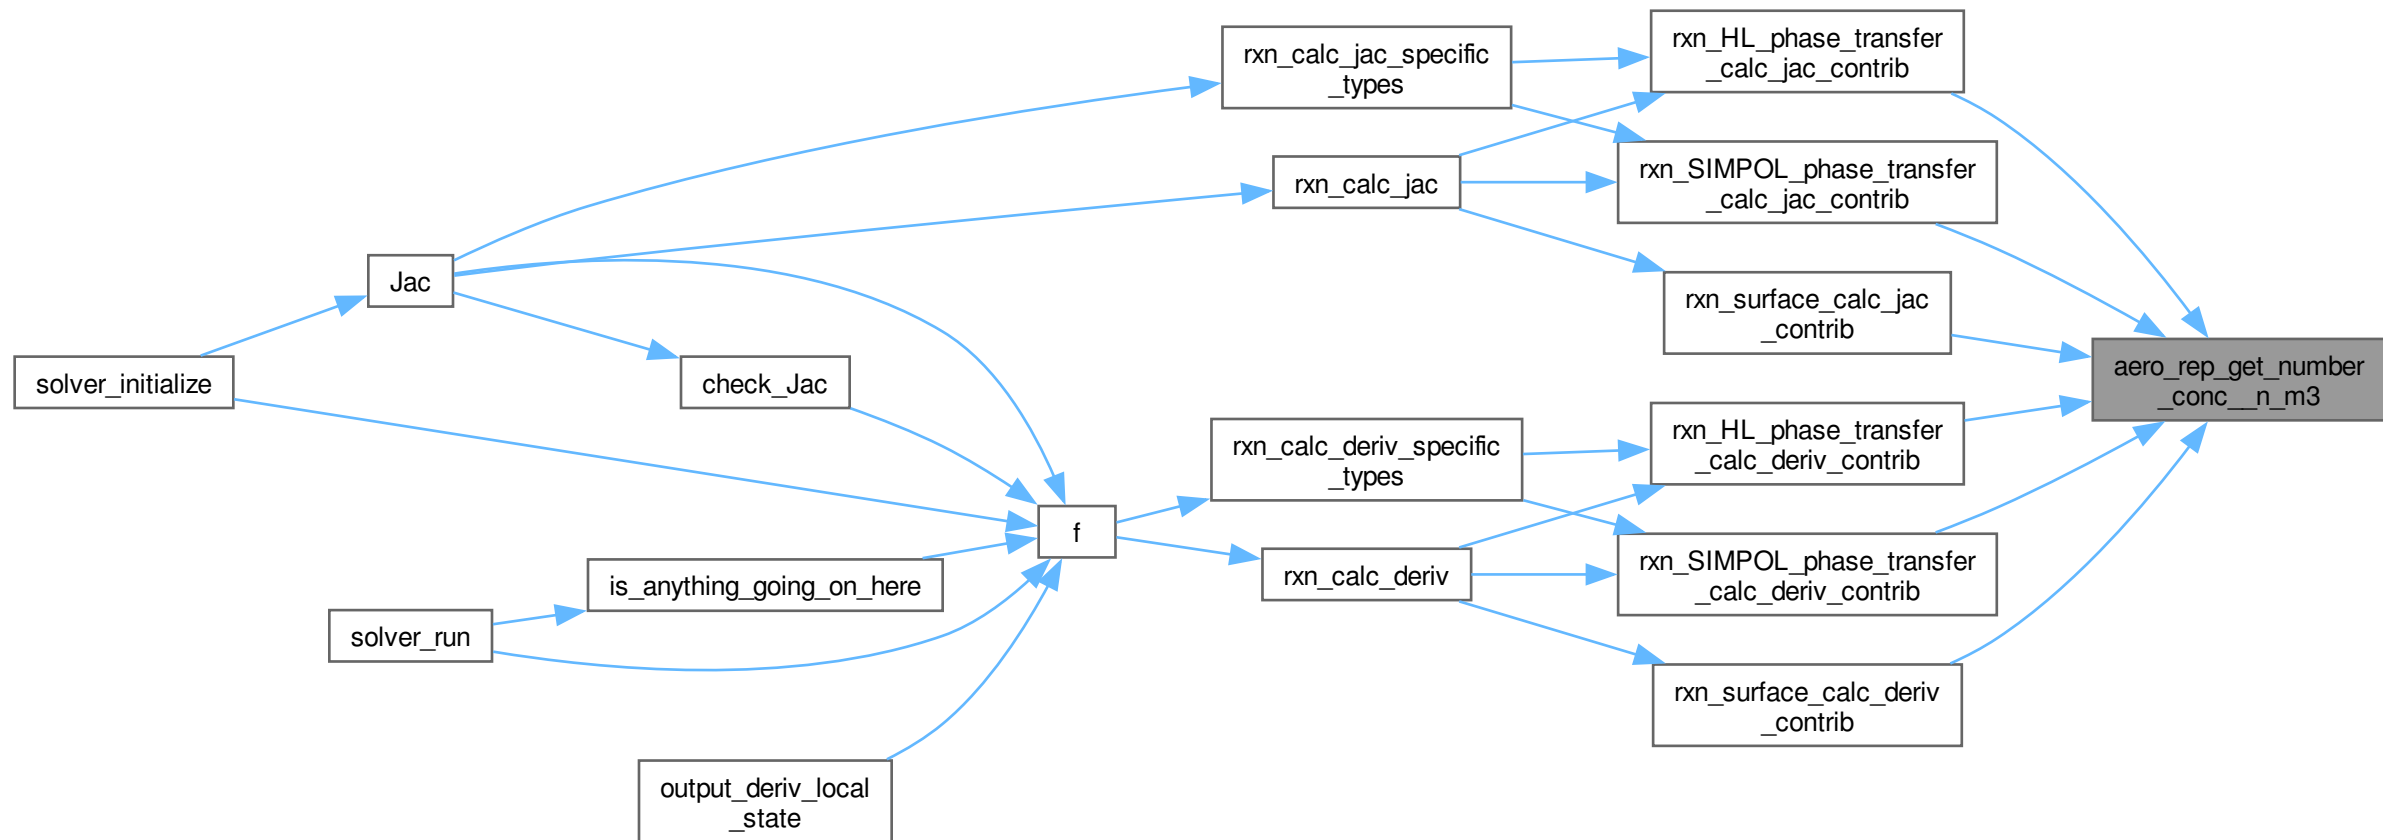 rxn_HL_phase_transfer
_calc_jac_contrib
rxn_calc_jac_specific
_types
rxn_SIMPOL_phase_transfer
_calc_jac_contrib
rxn_calc_jac
Jac
rxn_surface_calc_jac
_contrib
solver_initialize
check_Jac
aero_rep_get_number
_conc__n_m3
rxn_calc_deriv_specific
_types
rxn_HL_phase_transfer
_calc_deriv_contrib
f
is_anything_going_on_here
rxn_calc_deriv
rxn_SIMPOL_phase_transfer
_calc_deriv_contrib
solver_run
rxn_surface_calc_deriv
_contrib
output_deriv_local
_state